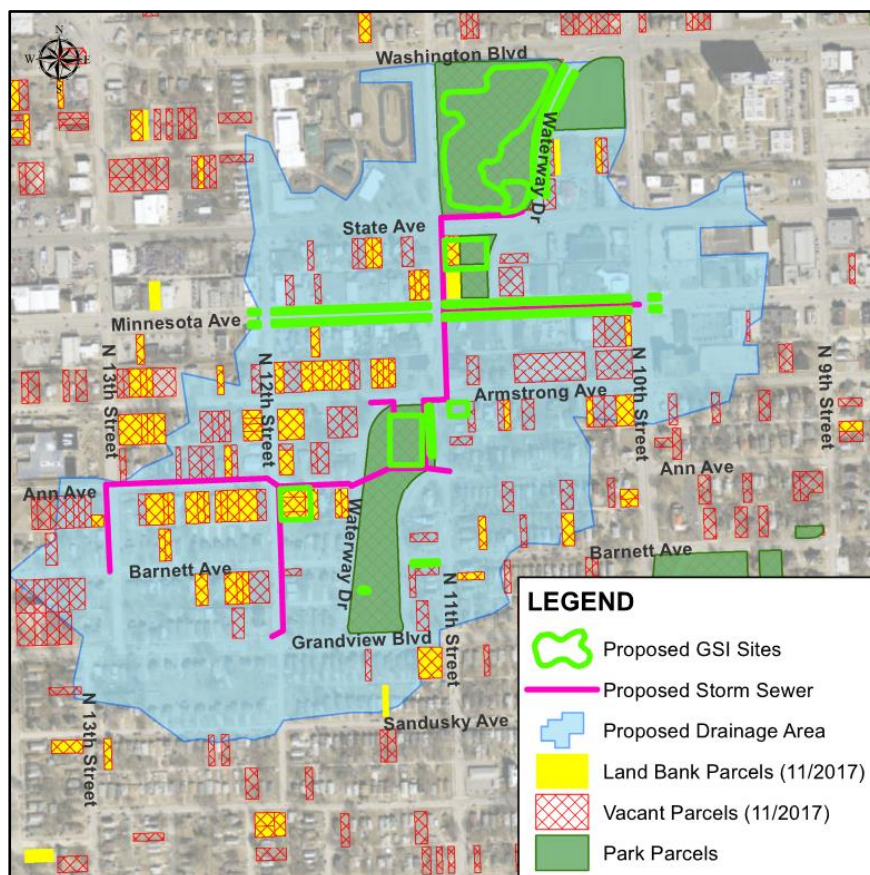 N
W E
S
Washington Blvd
Waterway Dr
State Ave
Minnesota Ave
N 13th Street
N 12th Street
N 10th Street
N 9th Street
Armstrong Ave
Ann Ave
Ann Ave
Waterway Dr
Barnett Ave
Barnett Ave
N 11th Street
Grandview Blvd
N 13th Street
Sandusky Ave
LEGEND
Proposed GSI Sites
Proposed Storm Sewer
Proposed Drainage Area
Land Bank Parcels (11/2017)
Vacant Parcels (11/2017)
Park Parcels